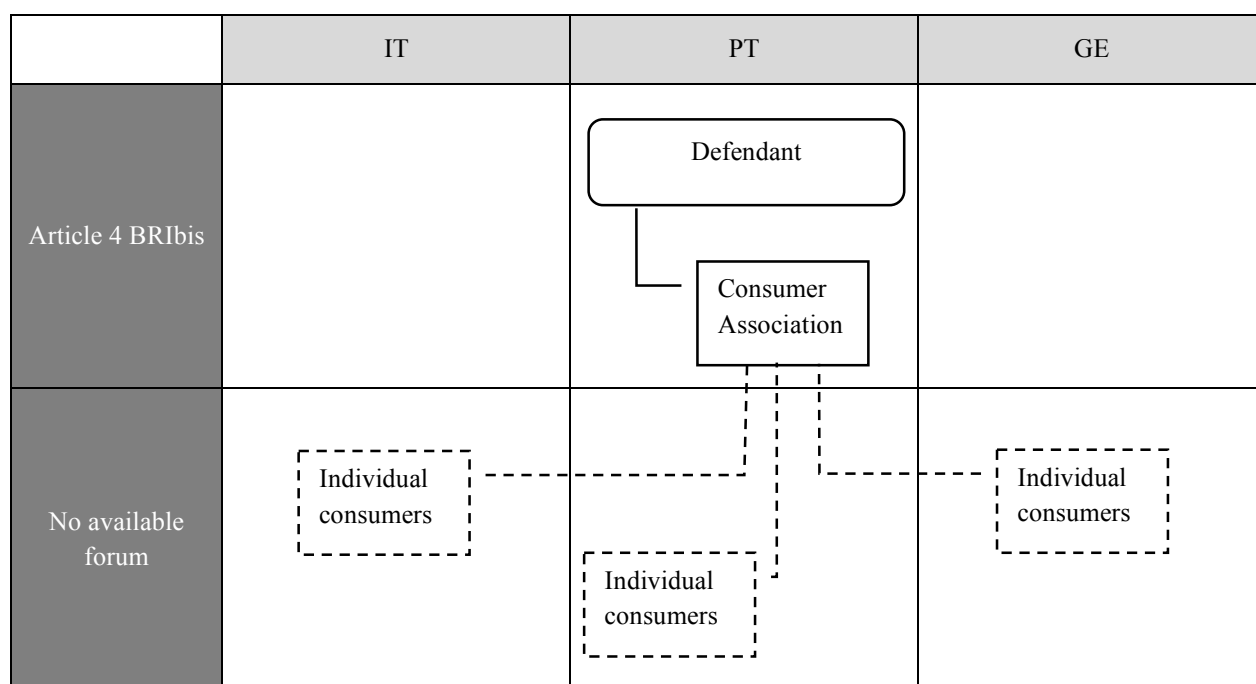 IT
PT
GE
Article 4 BRIbis
Defendant
Consumer
Association
No available
forum
Individual
consumers
Individual
consumers
Individual
consumers